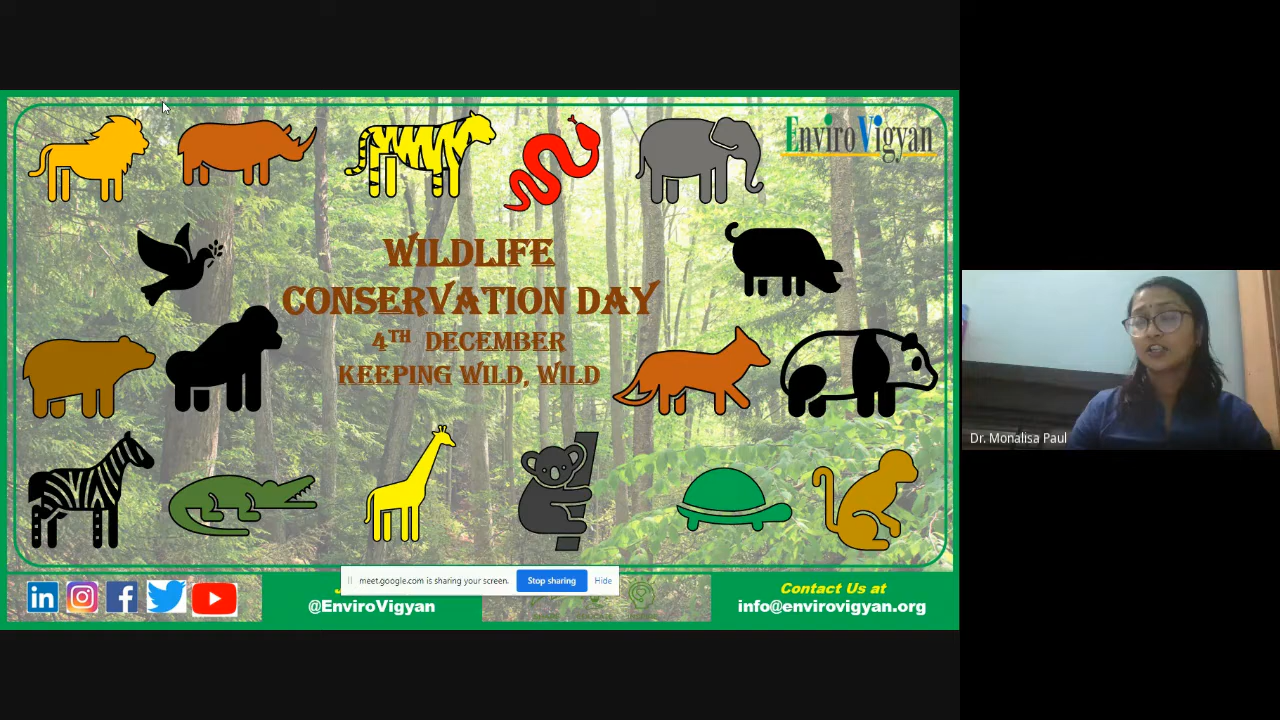 EnviroVigyan
WILDLIFE
CONSERVATION DAY
4TH DECEMBER
KEEPING WILD, WILD
Dr. Monalisa Paul
meet.google.com is sharing your screen.
Stop sharing
Hide
@EnviroVigyan
Contact Us at
info@envirovigyan.org